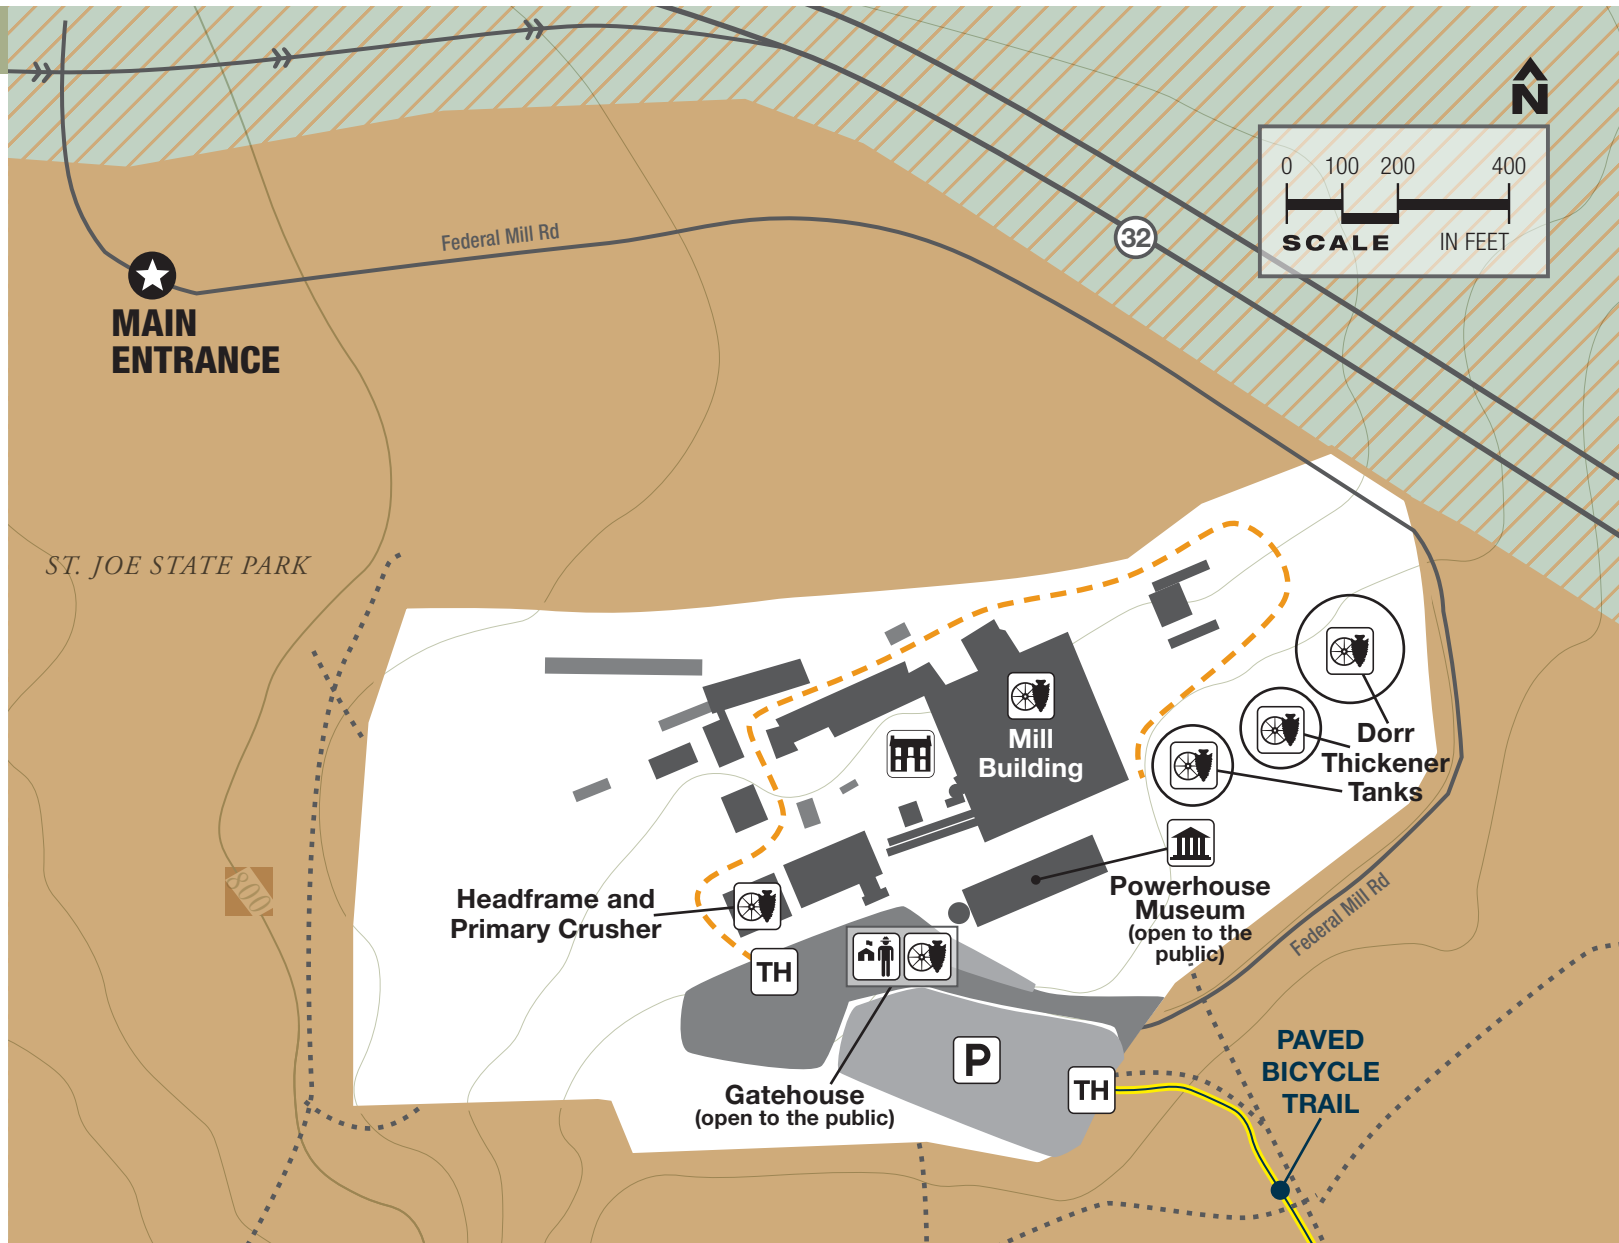 N
0 100 200 400
SCALE IN FEET
32
Federal Mill Rd
MAIN
ENTRANCE
ST. JOE STATE PARK
Mill
Building
Dorr
Thickener
Tanks
Headframe and
Primary Crusher
800
Powerhouse
Museum
(open to the
public)
Federal Mill Rd
TH
Gatehouse
(open to the public)
P
TH
PAVED
BICYCLE
TRAIL